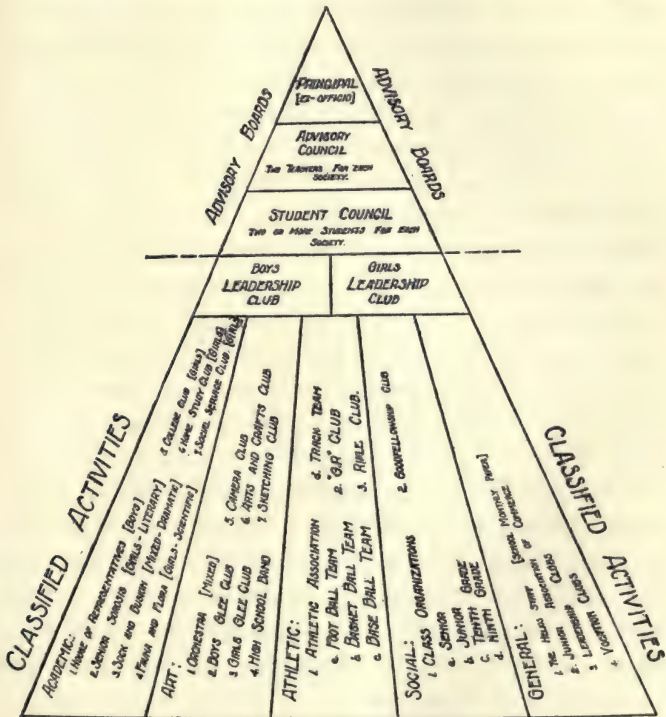 ADVISORY BOARDS
ADVISORY BOARDS
PRINCIPAL
[EX-OFFICIO]
ADVISORY
COUNCIL
TWO TEACHERS FOR EACH
SOCIETY.
STUDENT COUNCIL
TWO OR MORE STUDENTS FOR EACH
SOCIETY.
BOYS
LEADERSHIP
CLUB
GIRLS
LEADERSHIP
CLUB
CLASSIFIED ACTIVITIES
CLASSIFIED ACTIVITIES
ACADEMIC:
1. HOUSE OF REPRESENTATIVES [BOYS]
2. SENIOR SOROSIS [GIRLS-LITERARY]
3. SOCK AND BUSKIN [MIXED-DRAMATIC]
4. FAUNA AND FLORA [GIRLS-SCIENTIFIC]
5. COLLEGE CLUB [GIRLS]
6. HOME STUDY CLUB [GIRLS]
7. SOCIAL SERVICE CLUB [GIRLS]
ART:
1. ORCHESTRA [MIXED]
2. BOYS GLEE CLUB
3. GIRLS GLEE CLUB
4. HIGH SCHOOL BAND
5. CAMERA CLUB
6. ARTS AND CRAFTS CLUB
7. SKETCHING CLUB
ATHLETIC:
1. ATHLETIC ASSOCIATION
a. FOOT BALL TEAM
b. BASKET BALL TEAM
c. BASE BALL TEAM
d. TRACK TEAM
2. "G.R" CLUB
3. RIFLE CLUB.
SOCIAL:
1. CLASS ORGANIZATIONS
a. SENIOR
b. JUNIOR GRADE
c. TENTH GRADE
d. NINTH
2. GOODFELLOWSHIP CLUB
GENERAL:
1. THE HELIOS STAFF [SCHOOL MONTHLY PAPER]
2. JUNIOR ASSOCIATION OF COMMERCE
3. LEADERSHIP CLUBS
4. VACATION CLUBS